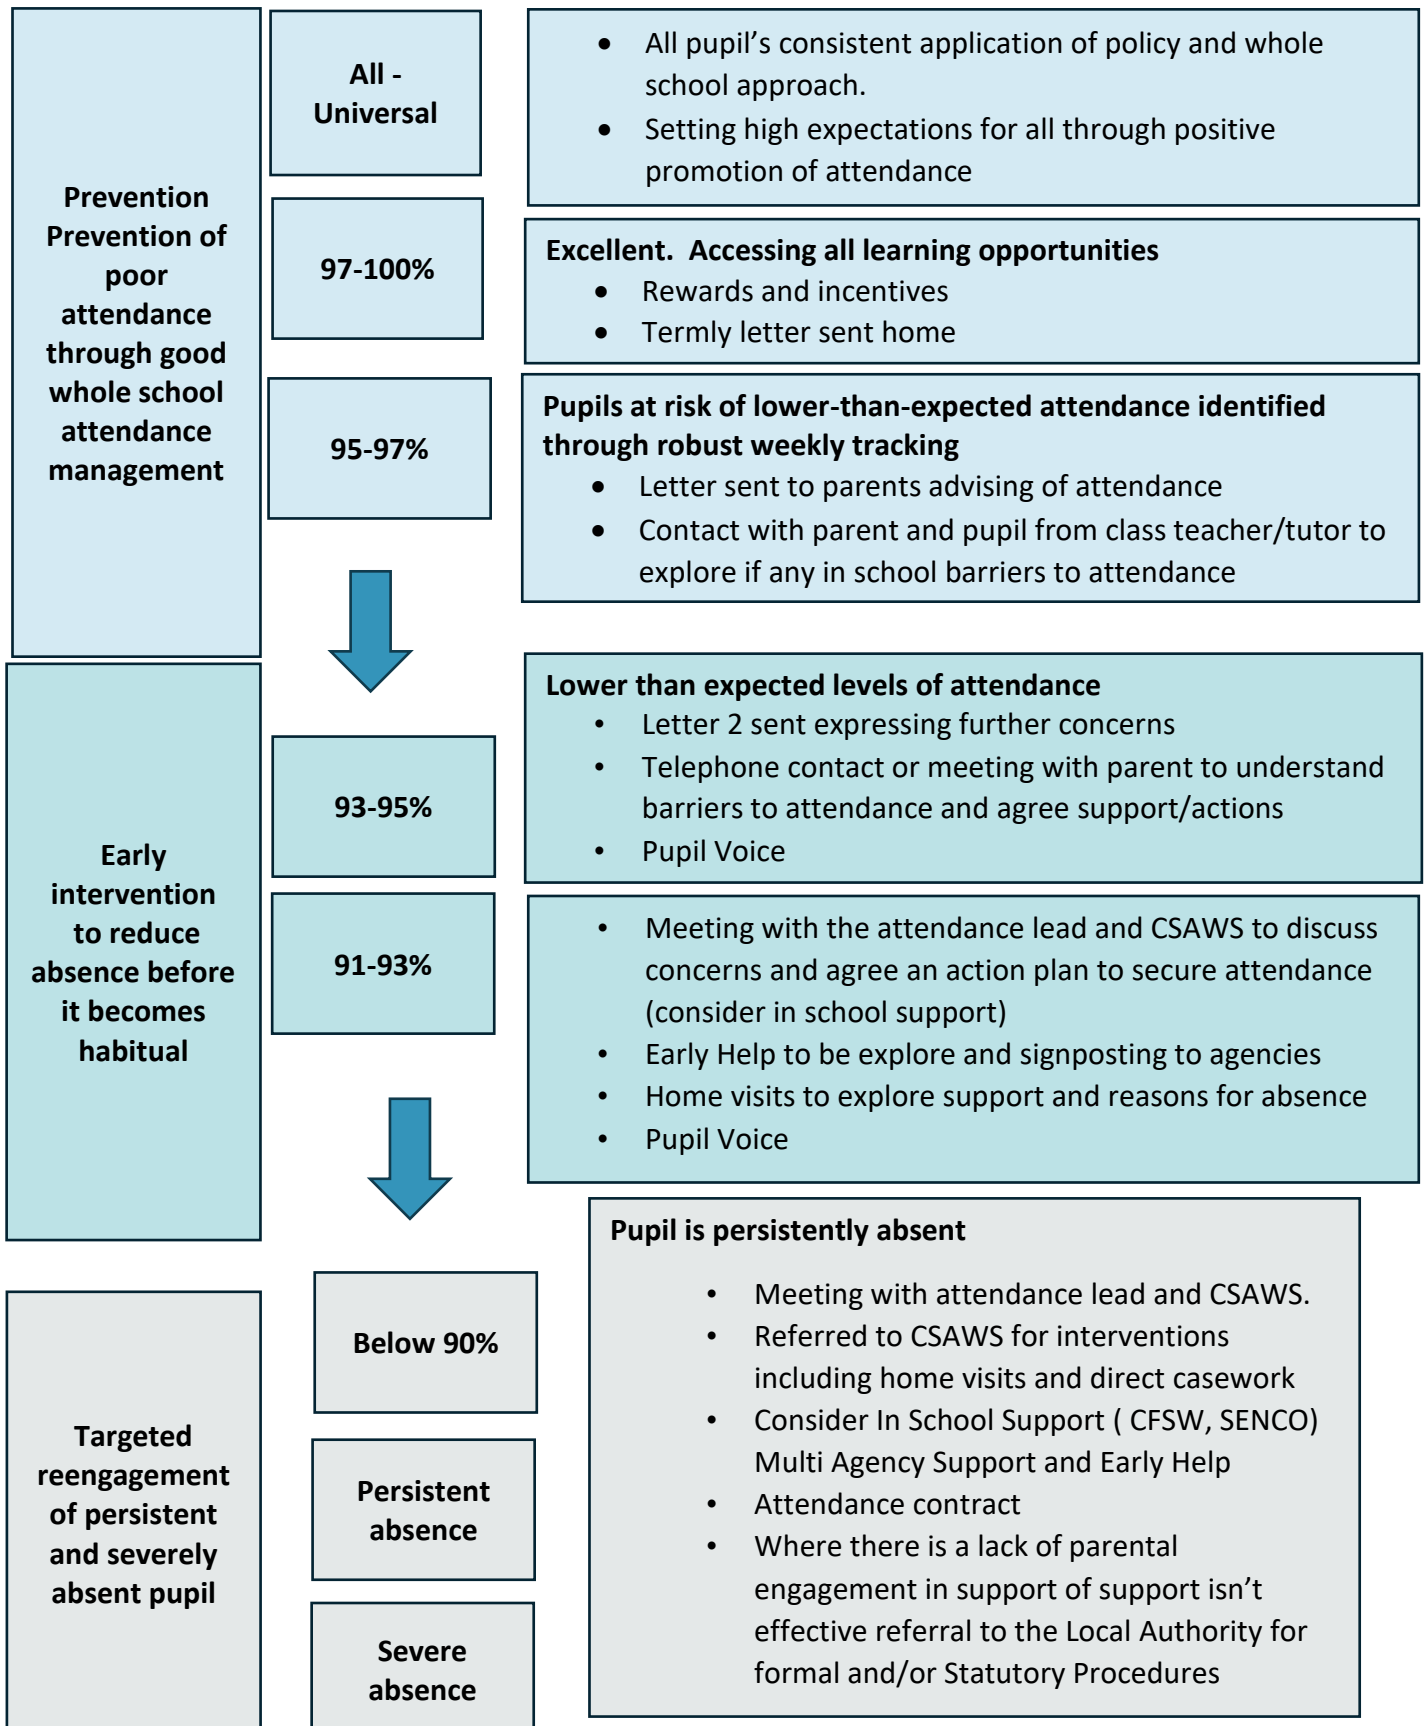 Prevention
Prevention of
poor
attendance
through good
whole school
attendance
management
All -
Universal
• All pupil’s consistent application of policy and whole
school approach.
• Setting high expectations for all through positive
promotion of attendance
97-100%
Excellent.  Accessing all learning opportunities
• Rewards and incentives
• Termly letter sent home
95-97%
Pupils at risk of lower-than-expected attendance identified
through robust weekly tracking
• Letter sent to parents advising of attendance
• Contact with parent and pupil from class teacher/tutor to
explore if any in school barriers to attendance
Early
intervention
to reduce
absence before
it becomes
habitual
93-95%
Lower than expected levels of attendance
• Letter 2 sent expressing further concerns
• Telephone contact or meeting with parent to understand
barriers to attendance and agree support/actions
• Pupil Voice
91-93%
• Meeting with the attendance lead and CSAWS to discuss
concerns and agree an action plan to secure attendance
(consider in school support)
• Early Help to be explore and signposting to agencies
• Home visits to explore support and reasons for absence
• Pupil Voice
Targeted
reengagement
of persistent
and severely
absent pupil
Below 90%
Persistent
absence
Severe
absence
Pupil is persistently absent
• Meeting with attendance lead and CSAWS.
• Referred to CSAWS for interventions
including home visits and direct casework
• Consider In School Support ( CFSW, SENCO)
Multi Agency Support and Early Help
• Attendance contract
• Where there is a lack of parental
engagement in support of support isn’t
effective referral to the Local Authority for
formal and/or Statutory Procedures